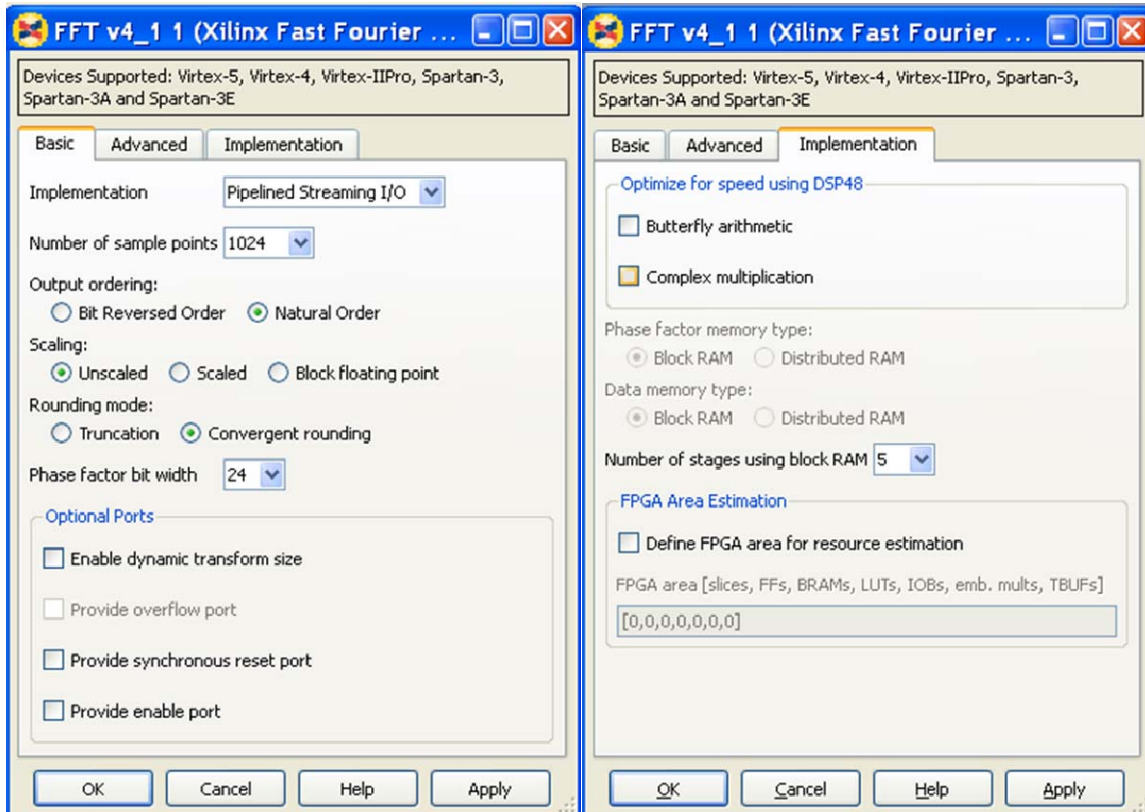 FFT v4_1 1 (Xilinx Fast Fourier ...
Devices Supported: Virtex-5, Virtex-4, Virtex-IIPro, Spartan-3,
Spartan-3A and Spartan-3E
Basic
Advanced
Implementation
Implementation
Pipelined Streaming I/O
Number of sample points
1024
Output ordering:
Bit Reversed Order
Natural Order
Scaling:
Unscaled
Scaled
Block floating point
Rounding mode:
Truncation
Convergent rounding
Phase factor bit width
24
Optional Ports
Enable dynamic transform size
Provide overflow port
Provide synchronous reset port
Provide enable port
OK
Cancel
Help
Apply
FFT v4_1 1 (Xilinx Fast Fourier ...
Devices Supported: Virtex-5, Virtex-4, Virtex-IIPro, Spartan-3,
Spartan-3A and Spartan-3E
Basic
Advanced
Implementation
Optimize for speed using DSP48
Butterfly arithmetic
Complex multiplication
Phase factor memory type:
Block RAM
Distributed RAM
Data memory type:
Block RAM
Distributed RAM
Number of stages using block RAM
5
FPGA Area Estimation
Define FPGA area for resource estimation
FPGA area [slices, FFs, BRAMs, LUTs, IOBs, emb. mults, TBUFs]
[0,0,0,0,0,0,0]
OK
Cancel
Help
Apply